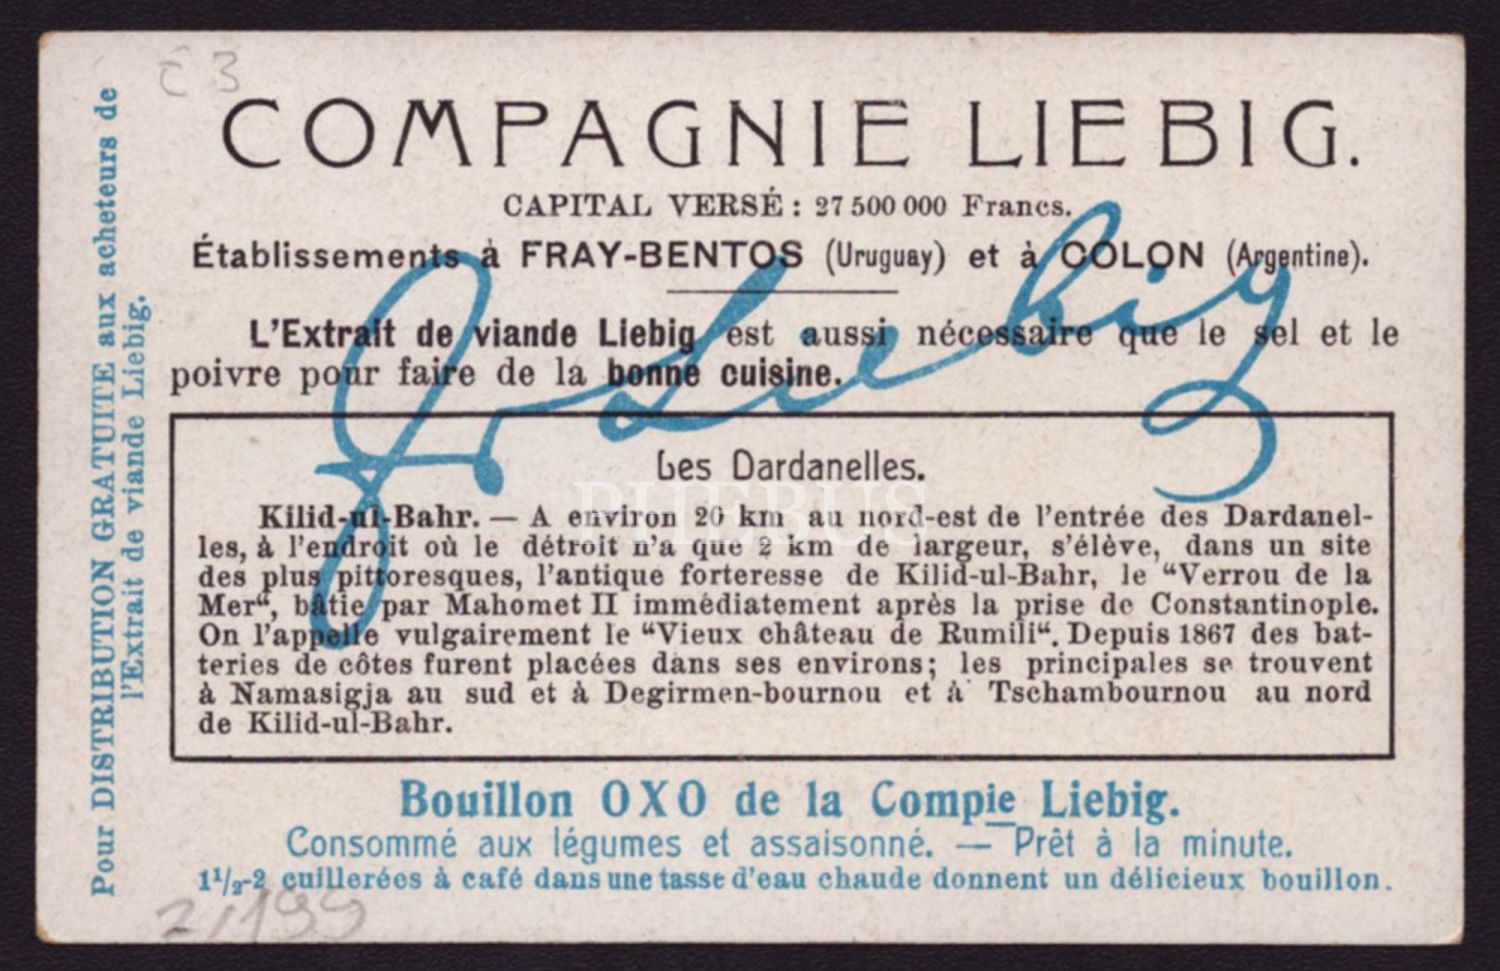 C 3
COMPAGNIE LIEBIG.
CAPITAL VERSÉ: 27 500 000 Francs.
Établissements à FRAY-BENTOS (Uruguay) et à COLON (Argentine).
L'Extrait de viande Liebig est aussi nécessaire que le sel et le
poivre pour faire de la bonne cuisine.
J v Liebig
Les Dardanelles.
PHEBUS
Kilid-ul-Bahr. — A environ 20 km au nord-est de l'entrée des Dardanel-
les, à l'endroit où le détroit n'a que 2 km de largeur, s'élève, dans un site
des plus pittoresques, l'antique forteresse de Kilid-ul-Bahr, le “Verrou de la
Mer“, bâtie par Mahomet II immédiatement après la prise de Constantinople.
On l'appelle vulgairement le “Vieux château de Rumili“. Depuis 1867 des bat-
teries de côtes furent placées dans ses environs; les principales se trouvent
à Namasigja au sud et à Degirmen-bournou et à Tschambournou au nord
de Kilid-ul-Bahr.
Bouillon OXO de la Compie Liebig.
Consommé aux légumes et assaisonné. — Prêt à la minute.
1½-2 cuillerées à café dans une tasse d'eau chaude donnent un délicieux bouillon.
2/199
Pour DISTRIBUTION GRATUITE aux acheteurs de
l'Extrait de viande Liebig.